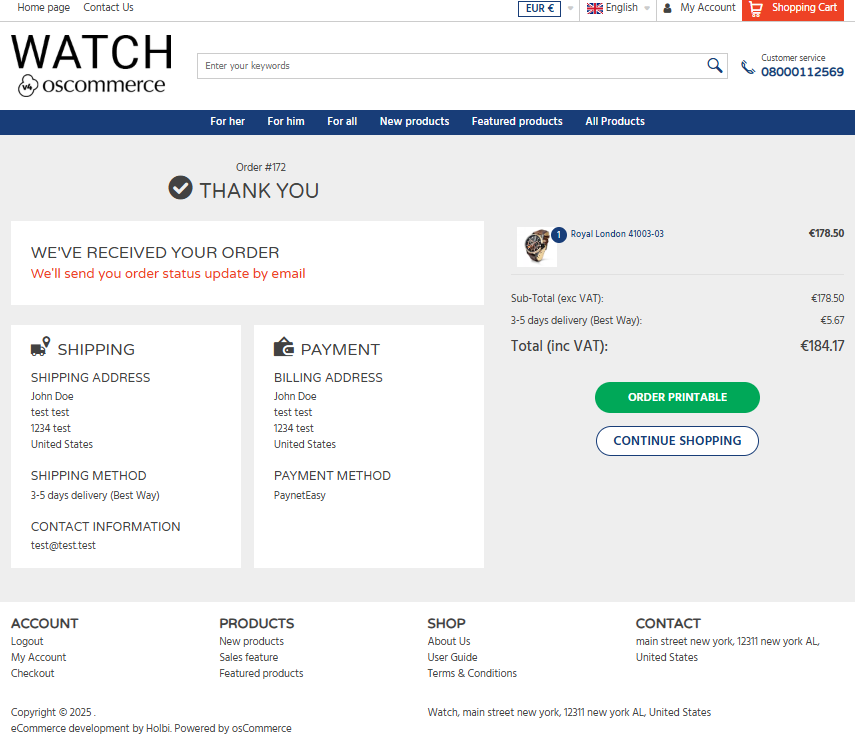 Home page Contact Us EUR € English My Account Shopping Cart
WATCH
v4 oscommerce
Enter your keywords
Customer service
08000112569
For her For him For all New products Featured products All Products
Order #172
THANK YOU
WE'VE RECEIVED YOUR ORDER
We'll send you order status update by email
SHIPPING
SHIPPING ADDRESS
John Doe
test test
1234 test
United States
SHIPPING METHOD
3-5 days delivery (Best Way)
CONTACT INFORMATION
test@test.test
PAYMENT
BILLING ADDRESS
John Doe
test test
1234 test
United States
PAYMENT METHOD
PaynetEasy
1 Royal London 41003-03 €178.50
Sub-Total (exc VAT): €178.50
3-5 days delivery (Best Way): €5.67
Total (inc VAT): €184.17
ORDER PRINTABLE
CONTINUE SHOPPING
ACCOUNT
Logout
My Account
Checkout
PRODUCTS
New products
Sales feature
Featured products
SHOP
About Us
User Guide
Terms & Conditions
CONTACT
main street new york, 12311 new york AL,
United States
Copyright © 2025 .
eCommerce development by Holbi. Powered by osCommerce
Watch, main street new york, 12311 new york AL, United States